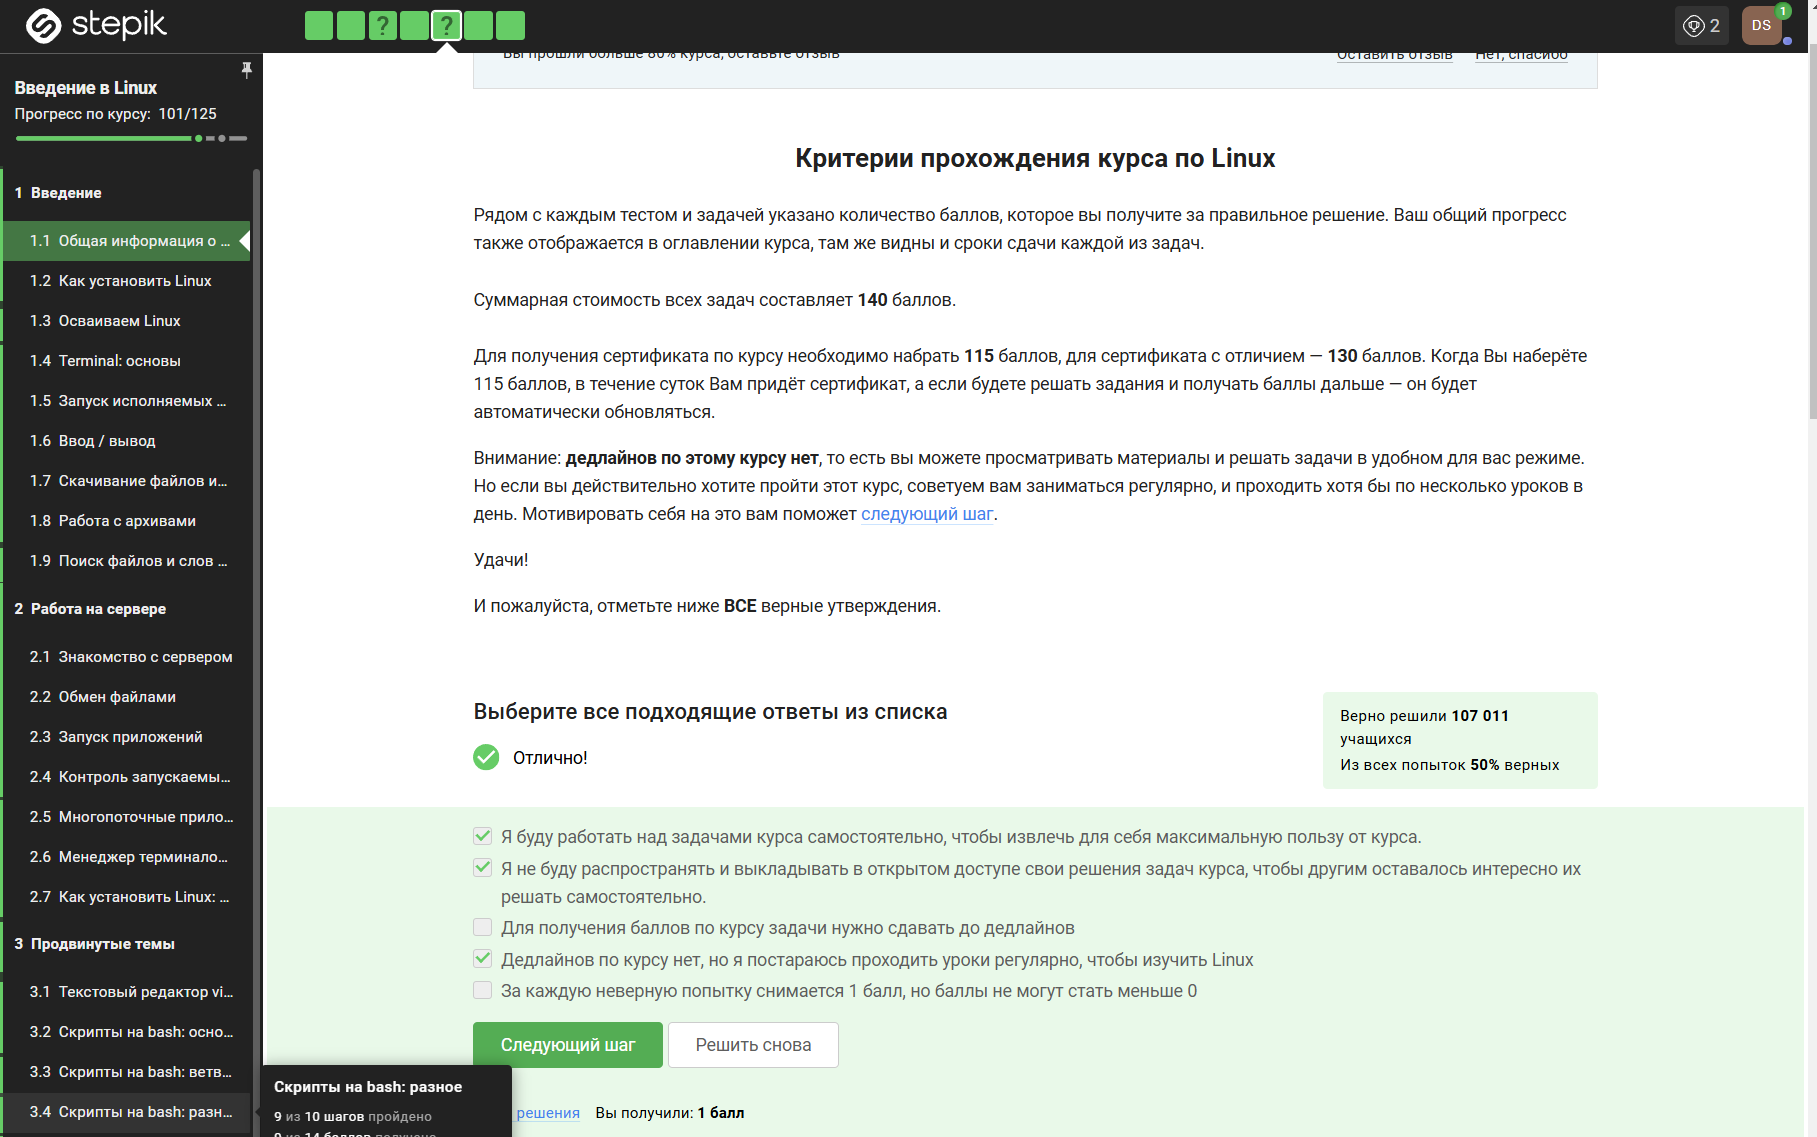 stepik
?
?
2
DS
1
Введение в Linux
Прогресс по курсу: 101/125
1 Введение
1.1 Общая информация о ...
1.2 Как установить Linux
1.3 Осваиваем Linux
1.4 Terminal: основы
1.5 Запуск исполняемых ...
1.6 Ввод / вывод
1.7 Скачивание файлов и...
1.8 Работа с архивами
1.9 Поиск файлов и слов ...
2 Работа на сервере
2.1 Знакомство с сервером
2.2 Обмен файлами
2.3 Запуск приложений
2.4 Контроль запускаемы...
2.5 Многопоточные прило...
2.6 Менеджер терминало...
2.7 Как установить Linux: ...
3 Продвинутые темы
3.1 Текстовый редактор vi...
3.2 Скрипты на bash: осно...
3.3 Скрипты на bash: ветв...
3.4 Скрипты на bash: разн...
Вы прошли больше 80% курса, оставьте отзыв
Оставить отзыв Нет, спасибо
Критерии прохождения курса по Linux
Рядом с каждым тестом и задачей указано количество баллов, которое вы получите за правильное решение. Ваш общий прогресс
также отображается в оглавлении курса, там же видны и сроки сдачи каждой из задач.
Суммарная стоимость всех задач составляет 140 баллов.
Для получения сертификата по курсу необходимо набрать 115 баллов, для сертификата с отличием — 130 баллов. Когда Вы наберёте
115 баллов, в течение суток Вам придёт сертификат, а если будете решать задания и получать баллы дальше — он будет
автоматически обновляться.
Внимание: дедлайнов по этому курсу нет, то есть вы можете просматривать материалы и решать задачи в удобном для вас режиме.
Но если вы действительно хотите пройти этот курс, советуем вам заниматься регулярно, и проходить хотя бы по несколько уроков в
день. Мотивировать себя на это вам поможет следующий шаг.
Удачи!
И пожалуйста, отметьте ниже ВСЕ верные утверждения.
Выберите все подходящие ответы из списка
Отлично!
Верно решили 107 011
учащихся
Из всех попыток 50% верных
Я буду работать над задачами курса самостоятельно, чтобы извлечь для себя максимальную пользу от курса.
Я не буду распространять и выкладывать в открытом доступе свои решения задач курса, чтобы другим оставалось интересно их
решать самостоятельно.
Для получения баллов по курсу задачи нужно сдавать до дедлайнов
Дедлайнов по курсу нет, но я постараюсь проходить уроки регулярно, чтобы изучить Linux
За каждую неверную попытку снимается 1 балл, но баллы не могут стать меньше 0
Следующий шаг Решить снова
Скрипты на bash: разное
9 из 10 шагов пройдено
9 из 14 баллов получено
решения Вы получили: 1 балл